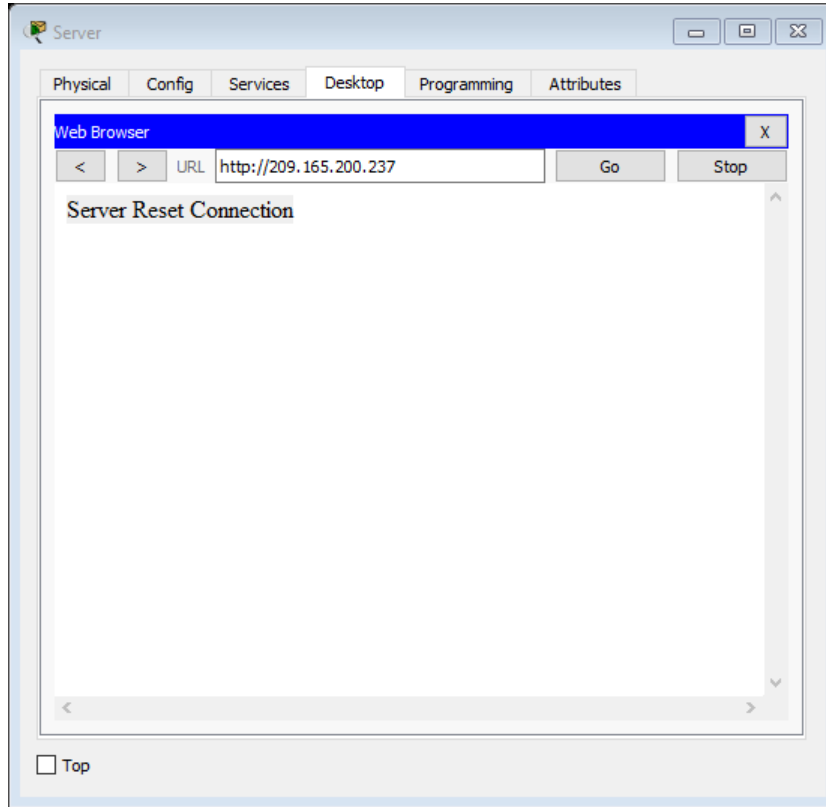 Server
Physical Config Services Desktop Programming Attributes
Web Browser X
< > URL http://209.165.200.237 Go Stop
Server Reset Connection
Top